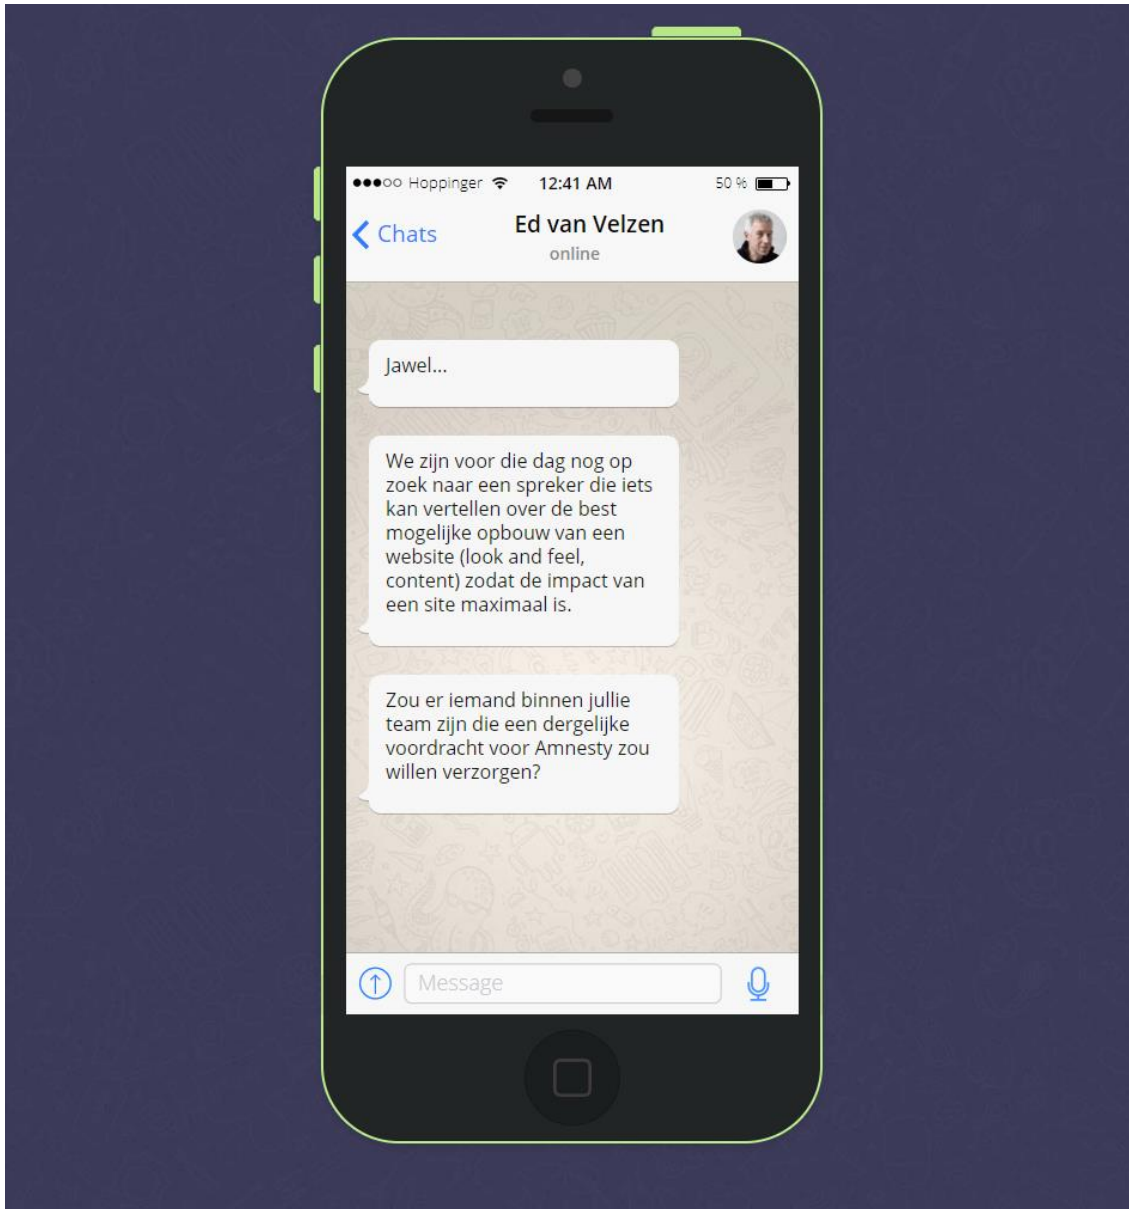 Hoppinger 12:41 AM 50 %
Chats
Ed van Velzen
online
Jawel...
We zijn voor die dag nog op
zoek naar een spreker die iets
kan vertellen over de best
mogelijke opbouw van een
website (look and feel,
content) zodat de impact van
een site maximaal is.
Zou er iemand binnen jullie
team zijn die een dergelijke
voordracht voor Amnesty zou
willen verzorgen?
Message